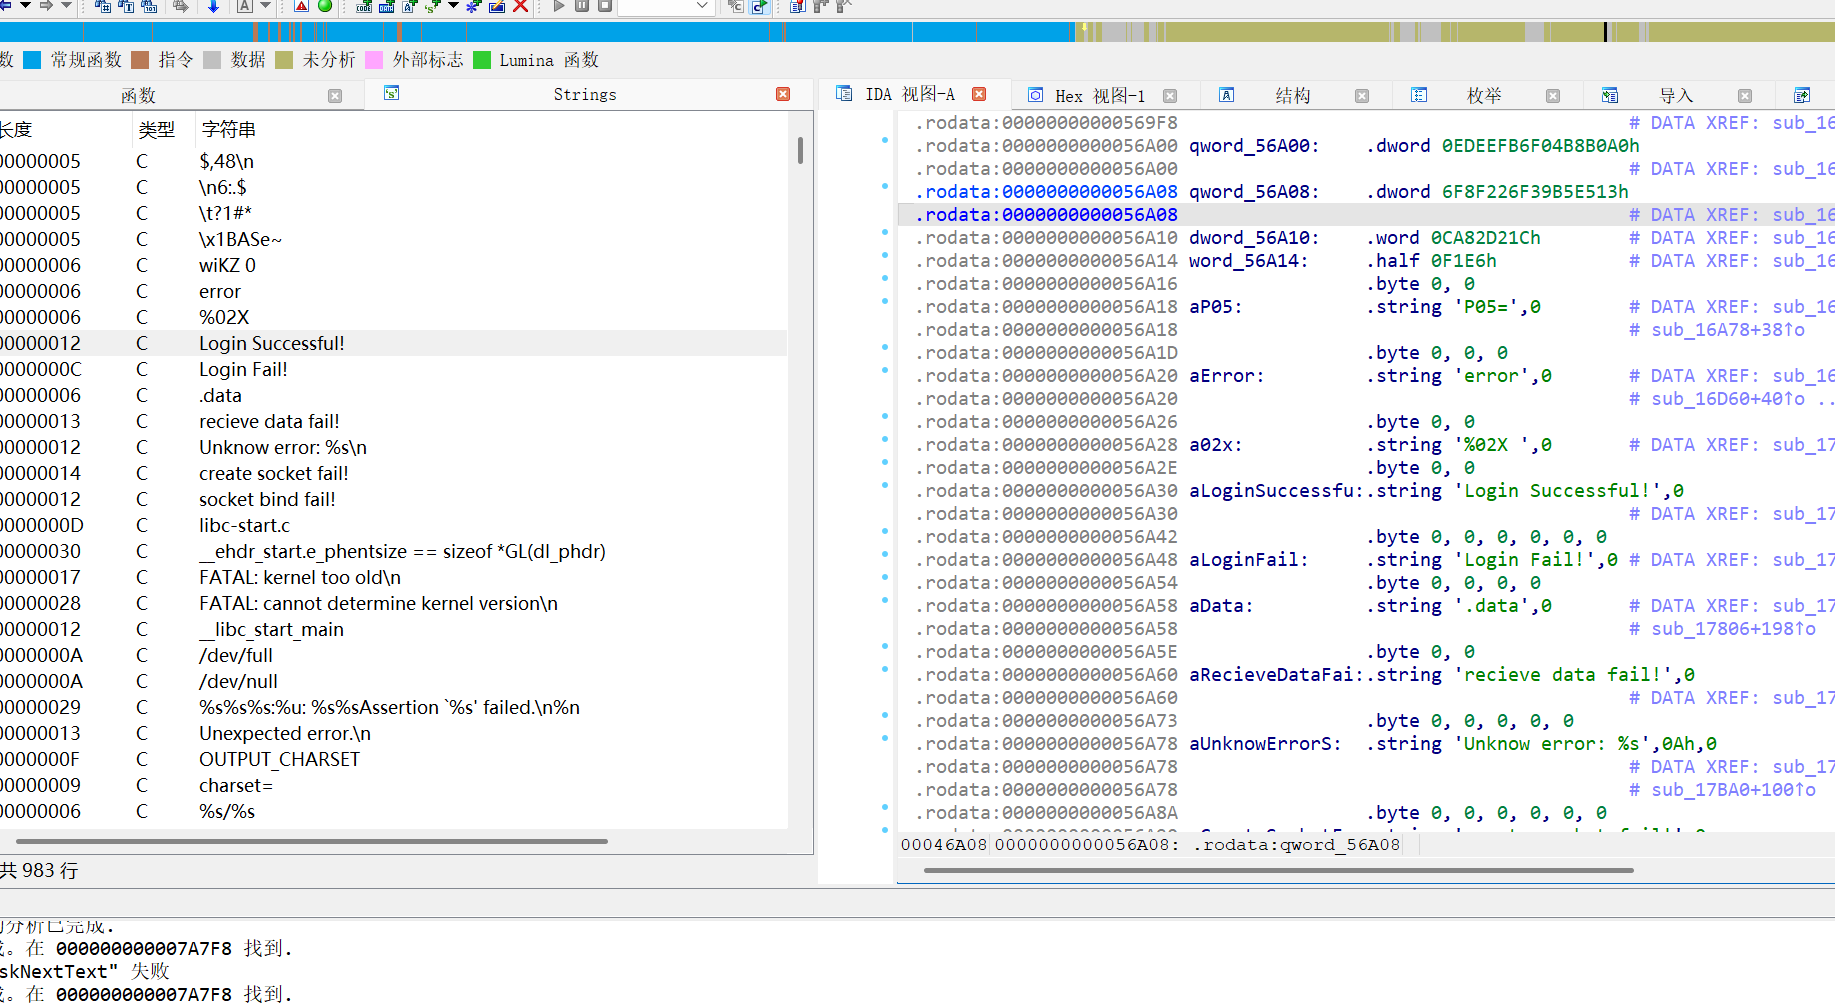 数 常规函数 指令 数据 未分析 外部标志 Lumina 函数
函数 Strings
长度 类型 字符串
00000005 C $,48\n
00000005 C \n6:.$
00000005 C \t?1#*
00000005 C \x1BASe~
00000006 C wiKZ 0
00000006 C error
00000006 C %02X
00000012 C Login Successful!
0000000C C Login Fail!
00000006 C .data
00000013 C recieve data fail!
00000012 C Unknow error: %s\n
00000014 C create socket fail!
00000012 C socket bind fail!
0000000D C libc-start.c
00000030 C __ehdr_start.e_phentsize == sizeof *GL(dl_phdr)
00000017 C FATAL: kernel too old\n
00000028 C FATAL: cannot determine kernel version\n
00000012 C __libc_start_main
0000000A C /dev/full
0000000A C /dev/null
00000029 C %s%s%s:%u: %s%sAssertion `%s' failed.\n%n
00000013 C Unexpected error.\n
0000000F C OUTPUT_CHARSET
00000009 C charset=
00000006 C %s/%s
共 983 行
IDA 视图-A Hex 视图-1 结构 枚举 导入
.rodata:00000000000569F8 # DATA XREF: sub_16
.rodata:0000000000056A00 qword_56A00: .dword 0EDEEFB6F04B8B0A0h
.rodata:0000000000056A00 # DATA XREF: sub_16
.rodata:0000000000056A08 qword_56A08: .dword 6F8F226F39B5E513h
.rodata:0000000000056A08 # DATA XREF: sub_16
.rodata:0000000000056A10 dword_56A10: .word 0CA82D21Ch # DATA XREF: sub_16
.rodata:0000000000056A14 word_56A14: .half 0F1E6h # DATA XREF: sub_16
.rodata:0000000000056A16 .byte 0, 0
.rodata:0000000000056A18 aP05: .string 'P05=',0 # DATA XREF: sub_16
.rodata:0000000000056A18 # sub_16A78+38↑o
.rodata:0000000000056A1D .byte 0, 0, 0
.rodata:0000000000056A20 aError: .string 'error',0 # DATA XREF: sub_16
.rodata:0000000000056A20 # sub_16D60+40↑o ..
.rodata:0000000000056A26 .byte 0, 0
.rodata:0000000000056A28 a02x: .string '%02X ',0 # DATA XREF: sub_17
.rodata:0000000000056A2E .byte 0, 0
.rodata:0000000000056A30 aLoginSuccessfu:.string 'Login Successful!',0
.rodata:0000000000056A30 # DATA XREF: sub_17
.rodata:0000000000056A42 .byte 0, 0, 0, 0, 0, 0
.rodata:0000000000056A48 aLoginFail: .string 'Login Fail!',0 # DATA XREF: sub_17
.rodata:0000000000056A54 .byte 0, 0, 0, 0
.rodata:0000000000056A58 aData: .string '.data',0 # DATA XREF: sub_17
.rodata:0000000000056A58 # sub_17806+198↑o
.rodata:0000000000056A5E .byte 0, 0
.rodata:0000000000056A60 aRecieveDataFai:.string 'recieve data fail!',0
.rodata:0000000000056A60 # DATA XREF: sub_17
.rodata:0000000000056A73 .byte 0, 0, 0, 0, 0
.rodata:0000000000056A78 aUnknowErrorS: .string 'Unknow error: %s',0Ah,0
.rodata:0000000000056A78 # DATA XREF: sub_17
.rodata:0000000000056A78 # sub_17BA0+100↑o
.rodata:0000000000056A8A .byte 0, 0, 0, 0, 0, 0
00046A08 0000000000056A08: .rodata:qword_56A08
分析已完成.
。在 000000000007A7F8 找到.
skNextText" 失败
。在 000000000007A7F8 找到.